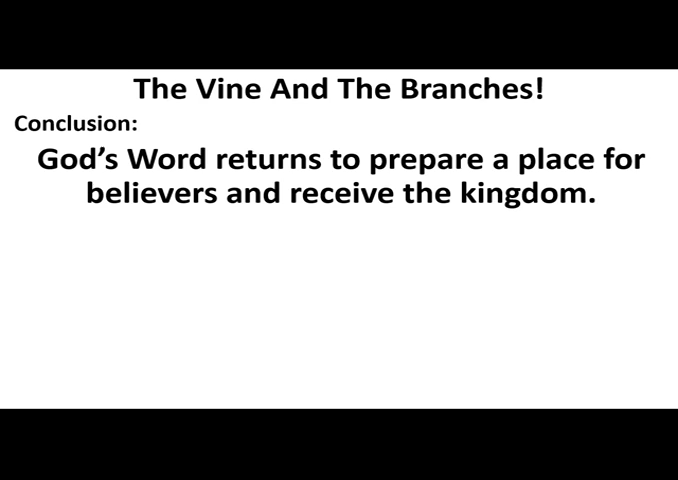 The Vine And The Branches!
Conclusion:
God’s Word returns to prepare a place for
believers and receive the kingdom.